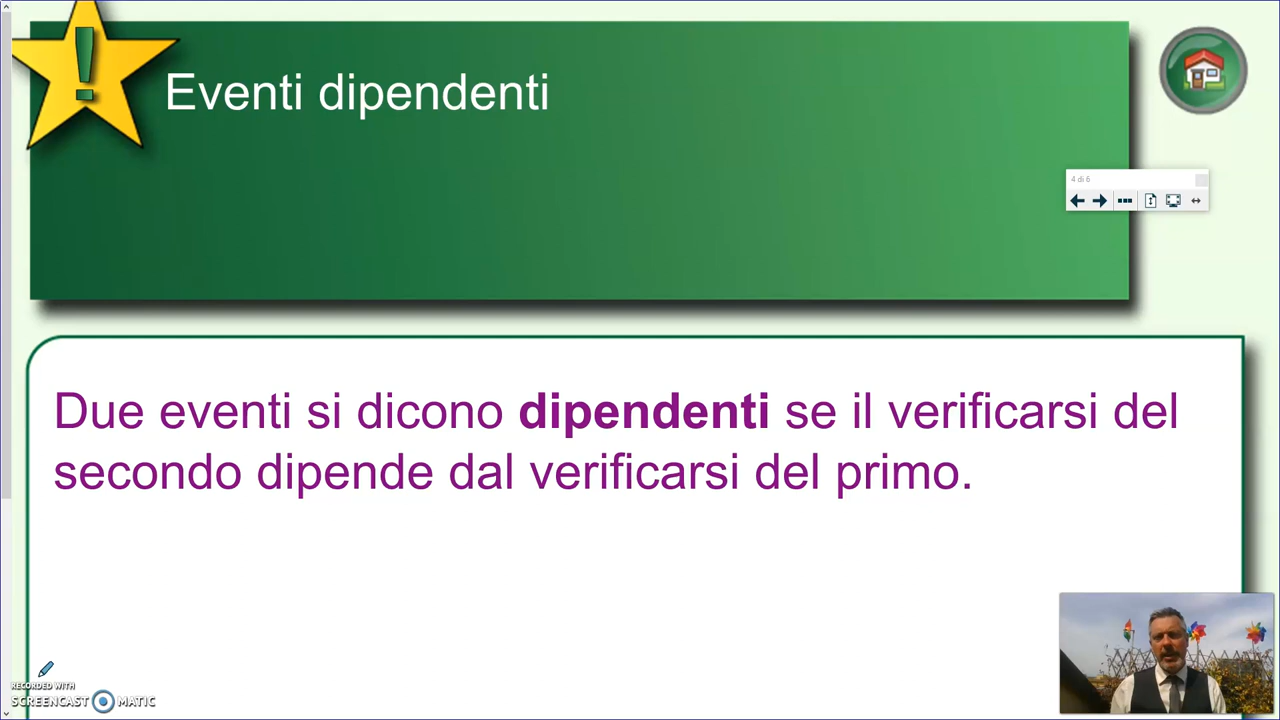 !
Eventi dipendenti
4 di 6
Due eventi si dicono dipendenti se il verificarsi del
secondo dipende dal verificarsi del primo.
RECORDED WITH
SCREENCAST MATIC